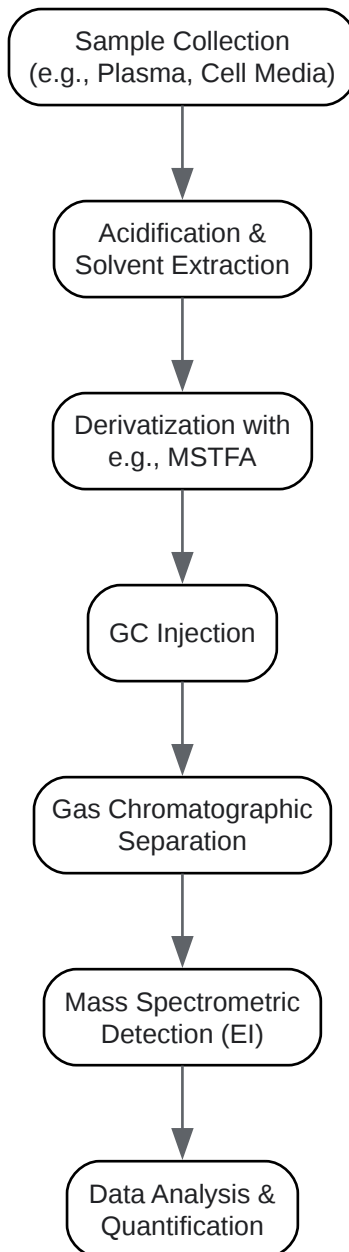 Sample Collection
(e.g., Plasma, Cell Media)
Acidification &
Solvent Extraction
Derivatization with
e.g., MSTFA
GC Injection
Gas Chromatographic
Separation
Mass Spectrometric
Detection (EI)
Data Analysis &
Quantification